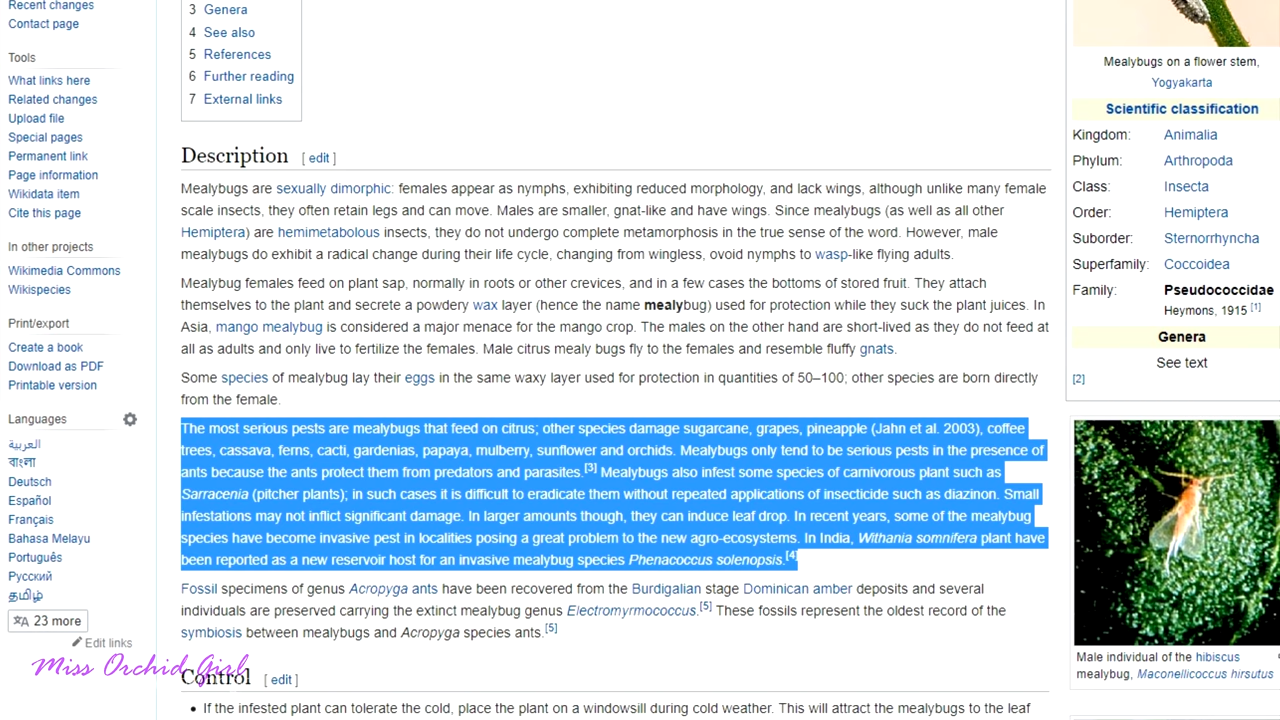 Recent changes
Contact page
Tools
What links here
Related changes
Upload file
Special pages
Permanent link
Page information
Wikidata item
Cite this page
In other projects
Wikimedia Commons
Wikispecies
Print/export
Create a book
Download as PDF
Printable version
Languages
العربية
বাংলা
Deutsch
Español
Français
Bahasa Melayu
Português
Русский
தமிழ்
23 more
Edit links
Miss Orchid Girl
3 Genera
4 See also
5 References
6 Further reading
7 External links
Description [ edit ]
Mealybugs are sexually dimorphic: females appear as nymphs, exhibiting reduced morphology, and lack wings, although unlike many female
scale insects, they often retain legs and can move. Males are smaller, gnat-like and have wings. Since mealybugs (as well as all other
Hemiptera) are hemimetabolous insects, they do not undergo complete metamorphosis in the true sense of the word. However, male
mealybugs do exhibit a radical change during their life cycle, changing from wingless, ovoid nymphs to wasp-like flying adults.
Mealybug females feed on plant sap, normally in roots or other crevices, and in a few cases the bottoms of stored fruit. They attach
themselves to the plant and secrete a powdery wax layer (hence the name mealybug) used for protection while they suck the plant juices. In
Asia, mango mealybug is considered a major menace for the mango crop. The males on the other hand are short-lived as they do not feed at
all as adults and only live to fertilize the females. Male citrus mealy bugs fly to the females and resemble fluffy gnats.
Some species of mealybug lay their eggs in the same waxy layer used for protection in quantities of 50–100; other species are born directly
from the female.
The most serious pests are mealybugs that feed on citrus; other species damage sugarcane, grapes, pineapple (Jahn et al. 2003), coffee
trees, cassava, ferns, cacti, gardenias, papaya, mulberry, sunflower and orchids. Mealybugs only tend to be serious pests in the presence of
ants because the ants protect them from predators and parasites.[3] Mealybugs also infest some species of carnivorous plant such as
Sarracenia (pitcher plants); in such cases it is difficult to eradicate them without repeated applications of insecticide such as diazinon. Small
infestations may not inflict significant damage. In larger amounts though, they can induce leaf drop. In recent years, some of the mealybug
species have become invasive pest in localities posing a great problem to the new agro-ecosystems. In India, Withania somnifera plant have
been reported as a new reservoir host for an invasive mealybug species Phenacoccus solenopsis.[4]
Fossil specimens of genus Acropyga ants have been recovered from the Burdigalian stage Dominican amber deposits and several
individuals are preserved carrying the extinct mealybug genus Electromyrmococcus.[5] These fossils represent the oldest record of the
symbiosis between mealybugs and Acropyga species ants.[5]
Control [ edit ]
• If the infested plant can tolerate the cold, place the plant on a windowsill during cold weather. This will attract the mealybugs to the leaf
Mealybugs on a flower stem,
Yogyakarta
Scientific classification
Kingdom: Animalia
Phylum: Arthropoda
Class: Insecta
Order: Hemiptera
Suborder: Sternorrhyncha
Superfamily: Coccoidea
Family: Pseudococcidae
Heymons, 1915 [1]
Genera
See text
[2]
Male individual of the hibiscus
mealybug, Maconellicoccus hirsutus